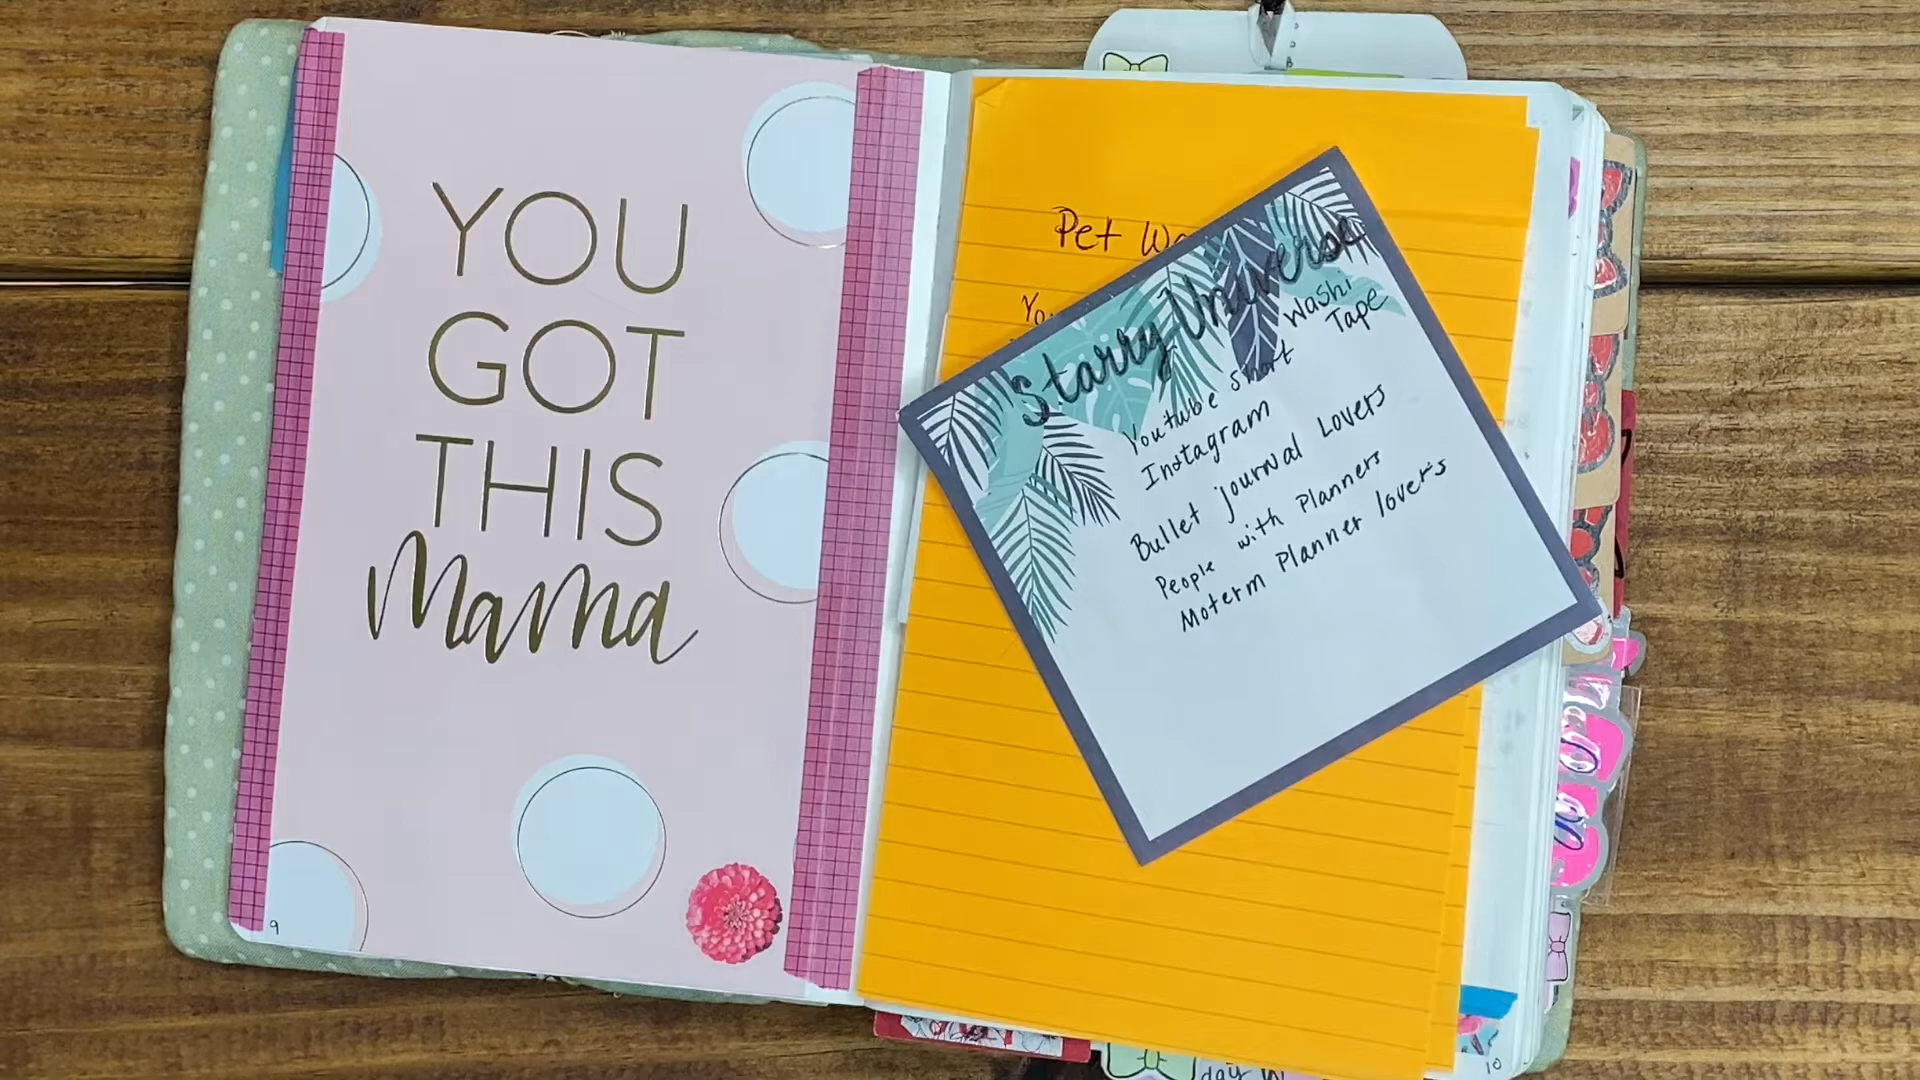 YOU
GOT
THIS
Mama
9
Pet
Starry Universe
Washi
Tape
Youtube short
Instagram
Bullet journal Lovers
People with Planners
Moterm Planner lovers
day
10